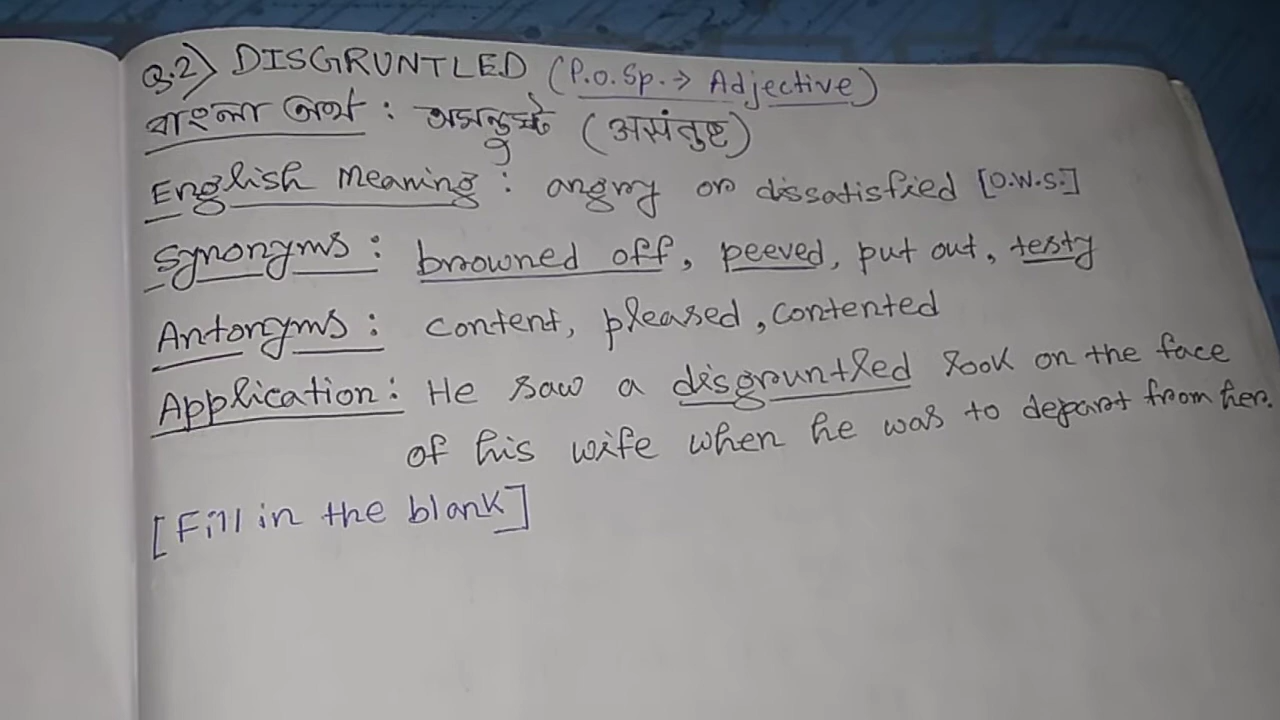 Q.2) DISGRUNTLED (P.O.Sp. → Adjective)
বাংলা অর্থ : অসন্তুষ্ট (असंतुष्ट)
English Meaning : angry or dissatisfied [O.W.S.]
Synonyms : browned off, peeved, put out, testy
Antonyms : content, pleased, contented
Application : He saw a disgruntled look on the face
of his wife when he was to depart from her.
[Fill in the blank]